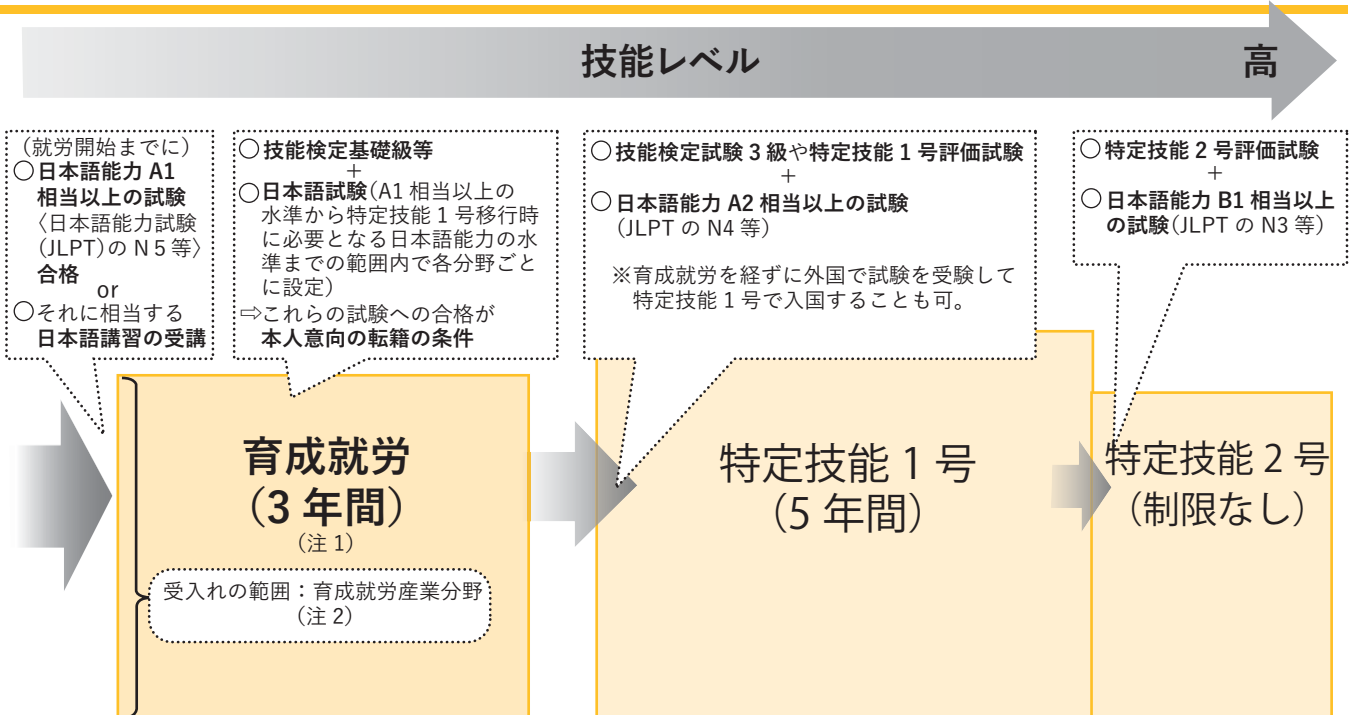 技能レベル
高
（就労開始までに）
○日本語能力 A1
相当以上の試験
〈日本語能力試験
(JLPT)の N 5 等〉
合格
or
○それに相当する
日本語講習の受講
○技能検定基礎級等
+
○日本語試験(A1 相当以上の
水準から特定技能 1 号移行時
に必要となる日本語能力の水
準までの範囲内で各分野ごと
に設定）
⇨これらの試験への合格が
本人意向の転籍の条件
○技能検定試験 3 級や特定技能 1 号評価試験
+
○日本語能力 A2 相当以上の試験
(JLPT の N4 等）
※育成就労を経ずに外国で試験を受験して
特定技能 1 号で入国することも可。
○特定技能 2 号評価試験
+
○日本語能力 B1 相当以上
の試験(JLPT の N3 等）
育成就労
（3 年間）
（注 1）
受入れの範囲：育成就労産業分野
（注 2）
特定技能 1 号
（5 年間）
特定技能 2 号
（制限なし）